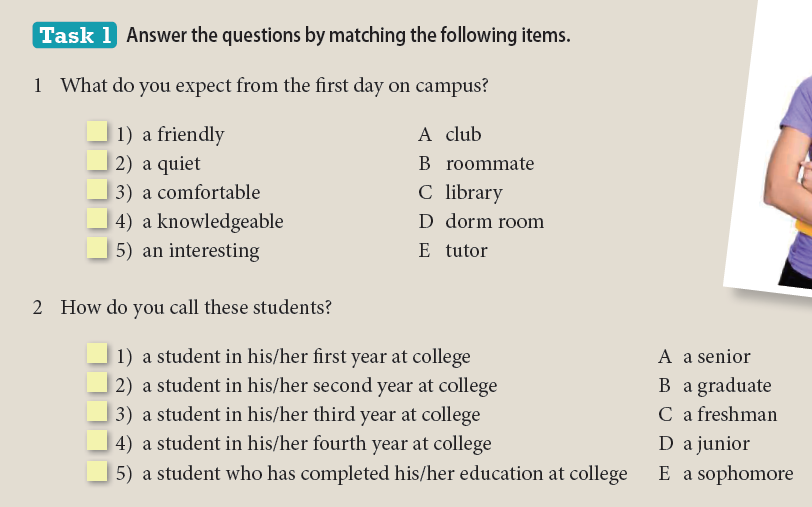 Task 1 Answer the questions by matching the following items.
1 What do you expect from the first day on campus?
1) a friendly A club
2) a quiet B roommate
3) a comfortable C library
4) a knowledgeable D dorm room
5) an interesting E tutor
2 How do you call these students?
1) a student in his/her first year at college A a senior
2) a student in his/her second year at college B a graduate
3) a student in his/her third year at college C a freshman
4) a student in his/her fourth year at college D a junior
5) a student who has completed his/her education at college E a sophomore